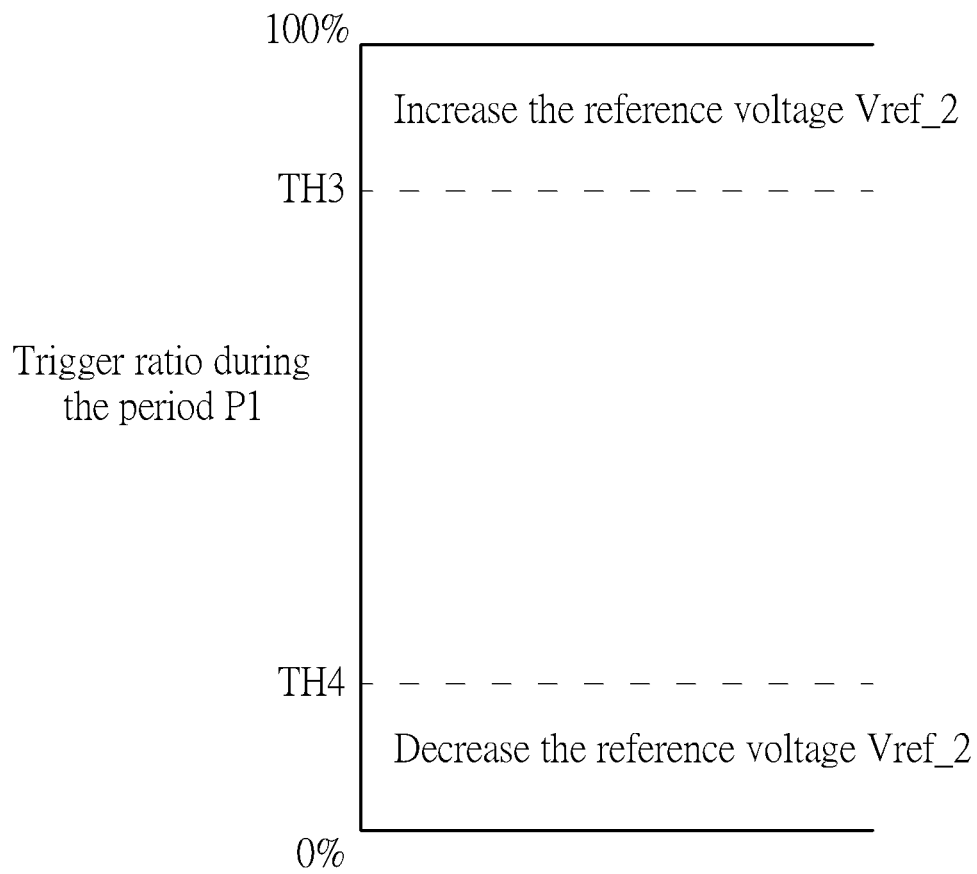 100%
Increase the reference voltage Vref_2
TH3
Trigger ratio during
the period P1
TH4
Decrease the reference voltage Vref_2
0%